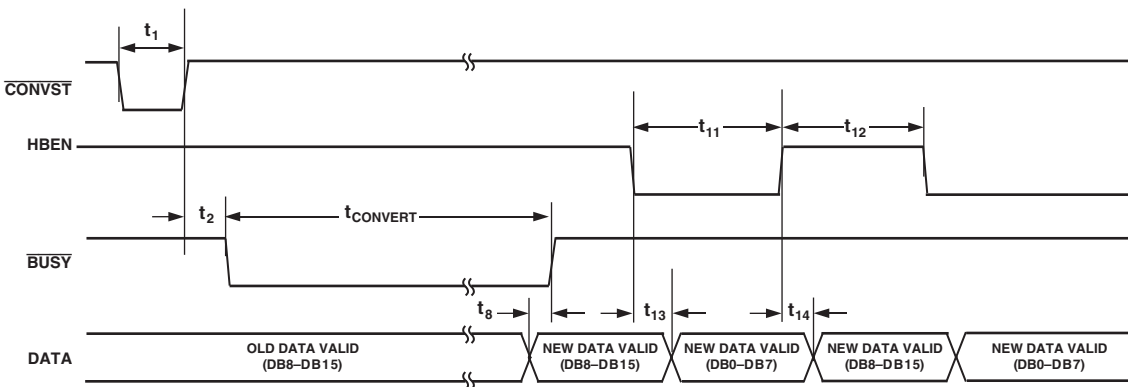 t1
CONVST
HBEN
t11
t12
t2
tCONVERT
BUSY
t8
t13
t14
DATA
OLD DATA VALID
(DB8–DB15)
NEW DATA VALID
(DB8–DB15)
NEW DATA VALID
(DB0–DB7)
NEW DATA VALID
(DB8–DB15)
NEW DATA VALID
(DB0–DB7)